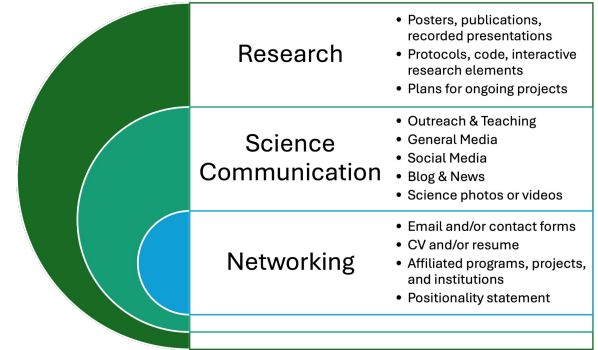 Research
• Posters, publications,
recorded presentations
• Protocols, code, interactive
research elements
• Plans for ongoing projects
Science
Communication
• Outreach & Teaching
• General Media
• Social Media
• Blog & News
• Science photos or videos
Networking
• Email and/or contact forms
• CV and/or resume
• Affiliated programs, projects,
and institutions
• Positionality statement